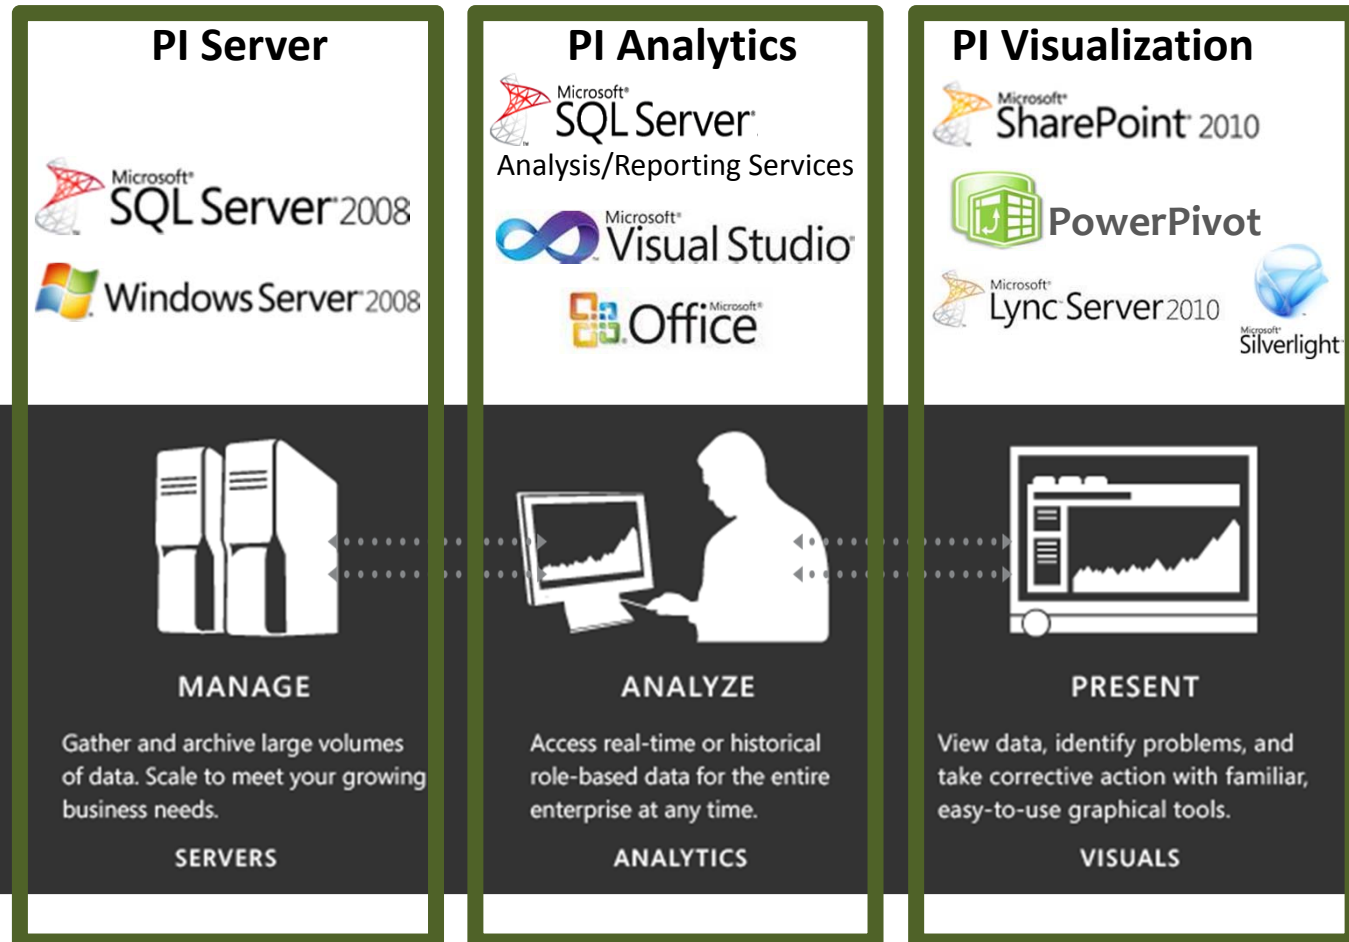 PI Server
Microsoft®
SQL Server® 2008
Windows Server® 2008
MANAGE
Gather and archive large volumes
of data. Scale to meet your growing
business needs.
SERVERS
PI Analytics
Microsoft®
SQL Server®
Analysis/Reporting Services
Microsoft®
Visual Studio®
Microsoft®
Office
ANALYZE
Access real-time or historical
role-based data for the entire
enterprise at any time.
ANALYTICS
PI Visualization
Microsoft®
SharePoint® 2010
PowerPivot
Microsoft®
Lync™ Server 2010
Microsoft®
Silverlight™
PRESENT
View data, identify problems, and
take corrective action with familiar,
easy-to-use graphical tools.
VISUALS